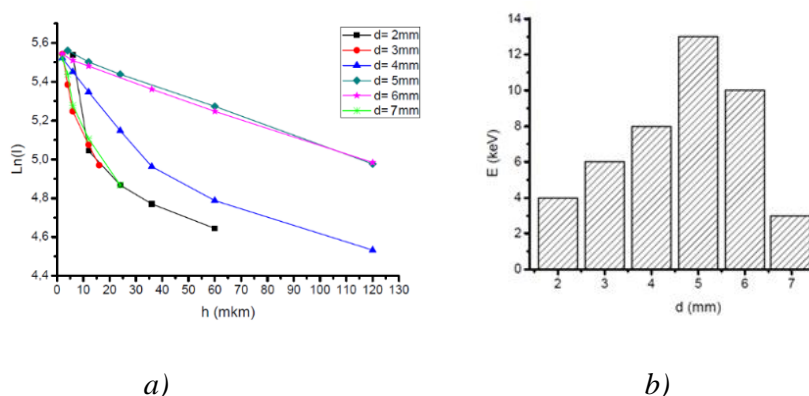 5.6
5.4
5.2
5.0
4.8
4.6
4.4
Ln(I)
0 10 20 30 40 50 60 70 80 90 100 110 120 130
h (mkm)
d= 2mm
d= 3mm
d= 4mm
d= 5mm
d= 6mm
d= 7mm
14
12
10
8
6
4
2
0
E (keV)
2 3 4 5 6 7
d (mm)
a) b)